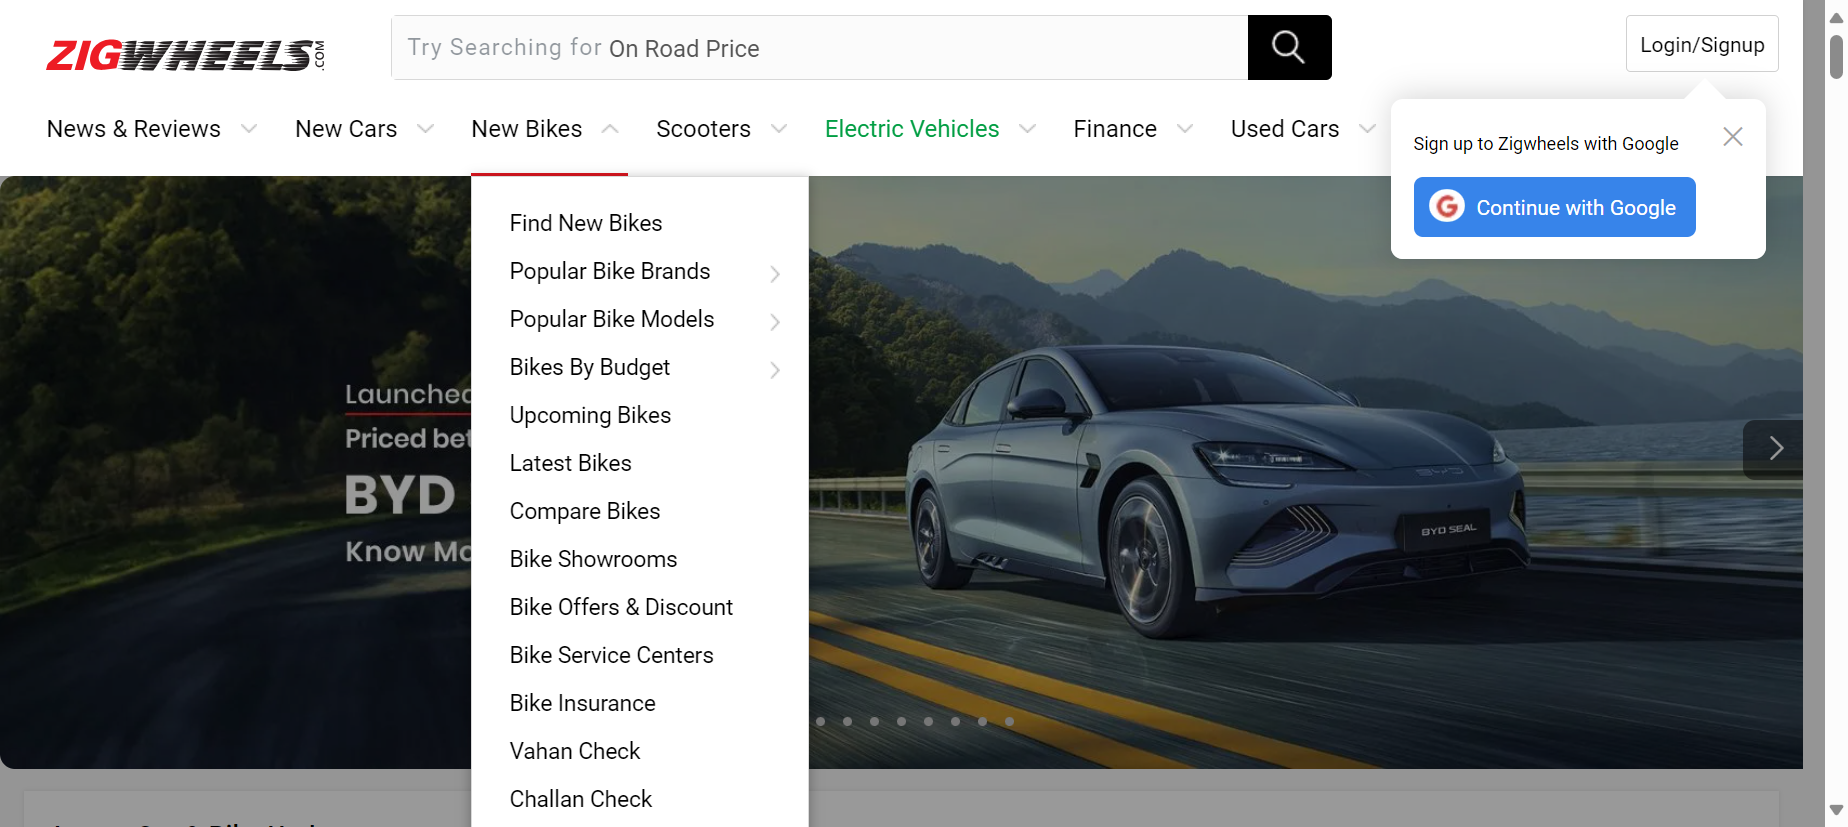 ZIGWHEELS.COM
Try Searching for On Road Price
Login/Signup
News & Reviews
New Cars
New Bikes
Scooters
Electric Vehicles
Finance
Used Cars
Sign up to Zigwheels with Google
G Continue with Google
Find New Bikes
Popular Bike Brands
Popular Bike Models
Bikes By Budget
Upcoming Bikes
Latest Bikes
Compare Bikes
Bike Showrooms
Bike Offers & Discount
Bike Service Centers
Bike Insurance
Vahan Check
Challan Check
Launched
Priced bet
BYD
Know Mo
BYD
BYD SEAL